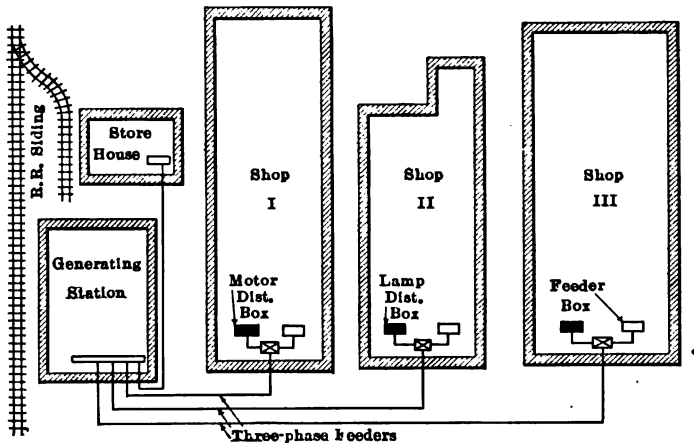 R.R. Siding
Store
House
Generating
Station
Shop
I
Motor
Dist.
Box
Shop
II
Lamp
Dist.
Box
Shop
III
Feeder
Box
Three-phase feeders